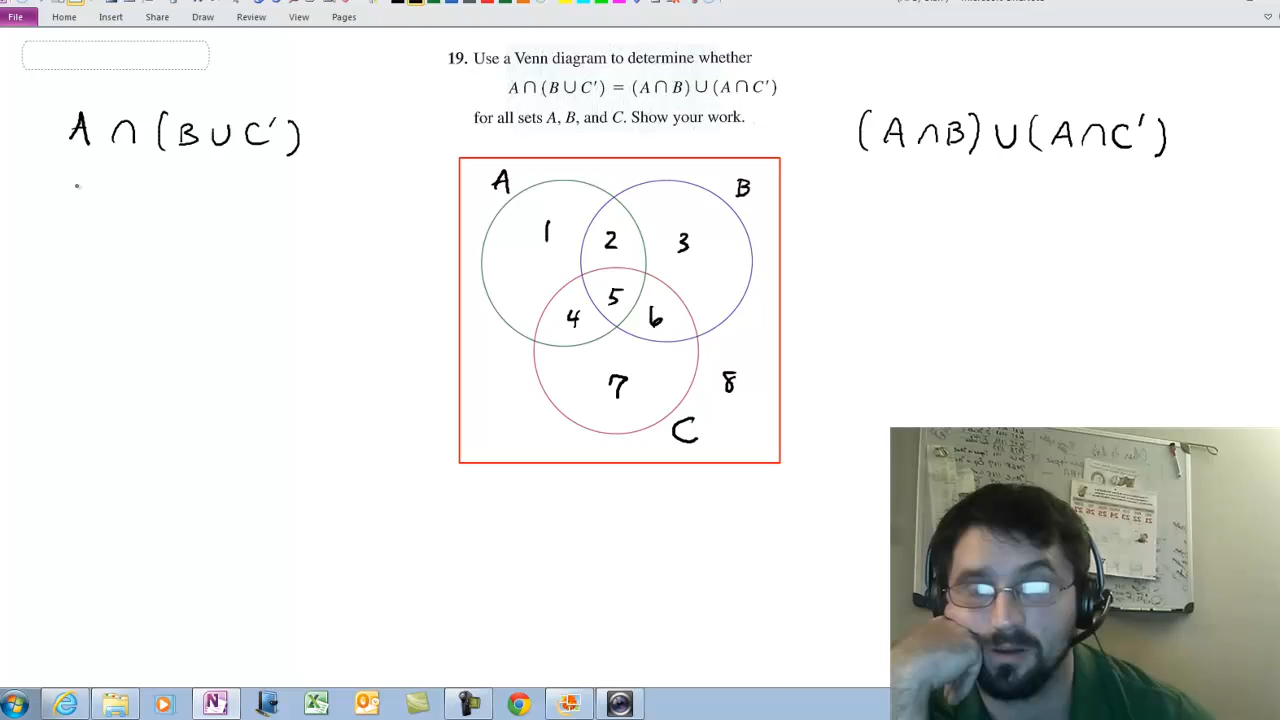 File Home Insert Share Draw Review View Pages
19. Use a Venn diagram to determine whether
A ∩ (B ∪ C′) = (A ∩ B) ∪ (A ∩ C′)
for all sets A, B, and C. Show your work.
A ∩ (B ∪ C′)
(A ∩ B) ∪ (A ∩ C′)
A
B
1
2
3
4
5
6
7
8
C